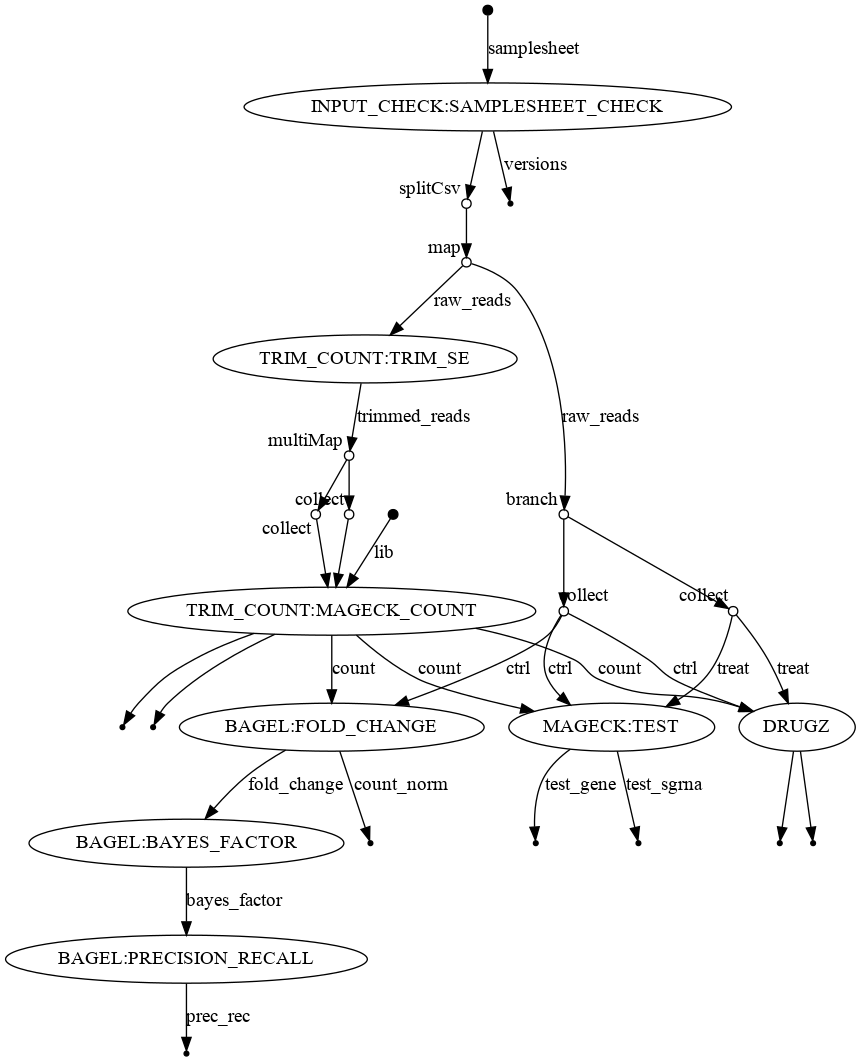 samplesheet
INPUT_CHECK:SAMPLESHEET_CHECK
versions
splitCsv
map
raw_reads
TRIM_COUNT:TRIM_SE
trimmed_reads
raw_reads
multiMap
collect
branch
collect
lib
collect
collect
TRIM_COUNT:MAGECK_COUNT
count
count
ctrl
ctrl
count
ctrl
treat
treat
BAGEL:FOLD_CHANGE
MAGECK:TEST
DRUGZ
fold_change
count_norm
test_gene
test_sgrna
BAGEL:BAYES_FACTOR
bayes_factor
BAGEL:PRECISION_RECALL
prec_rec